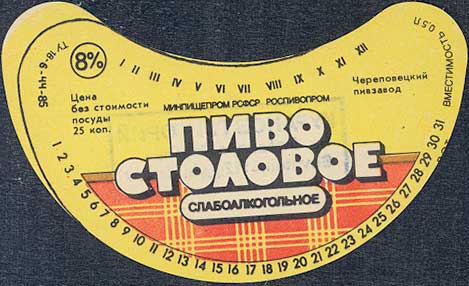 ТУ 18-6-44-85
8%
I II III IV V VI VII VIII IX X XI XII
ВМЕСТИМОСТЬ 0,5 Л
Цена
без стоимости
посуды
25 коп.
МИНПИЩЕПРОМ РСФСР РОСПИВОПРОМ
Череповецкий
пивзавод
ПИВО
СТОЛОВОЕ
СЛАБОАЛКОГОЛЬНОЕ
1 2 3 4 5 6 7 8 9 10 11 12 13 14 15 16 17 18 19 20 21 22 23 24 25 26 27 28 29 30 31